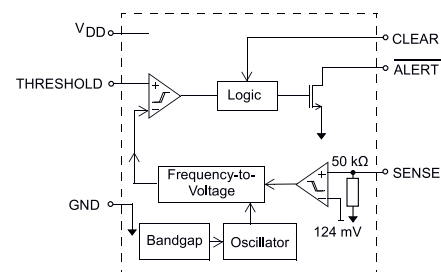 VDD
CLEAR
ALERT
THRESHOLD
+
−
Logic
50 kΩ
Frequency-to-
Voltage
+
−
SENSE
GND
124 mV
Bandgap
Oscillator